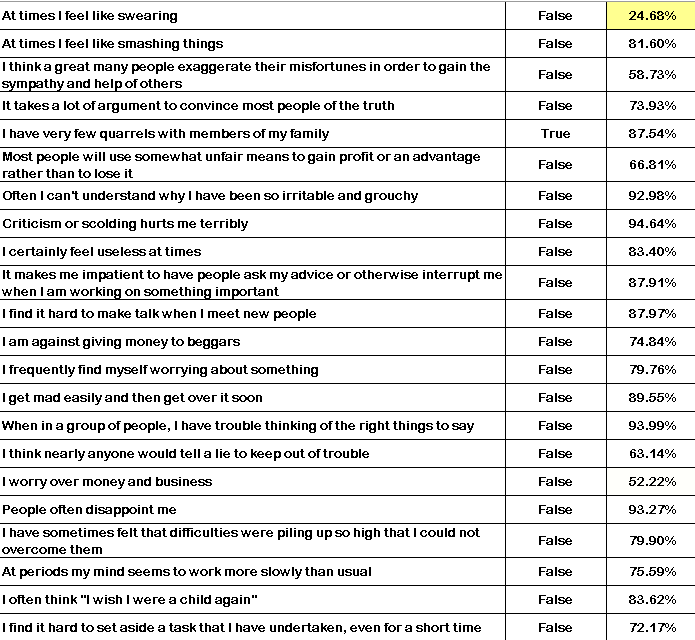 At times I feel like swearing False 24.68%
At times I feel like smashing things False 81.60%
I think a great many people exaggerate their misfortunes in order to gain the
sympathy and help of others False 58.73%
It takes a lot of argument to convince most people of the truth False 73.93%
I have very few quarrels with members of my family True 87.54%
Most people will use somewhat unfair means to gain profit or an advantage
rather than to lose it False 66.81%
Often I can't understand why I have been so irritable and grouchy False 92.98%
Criticism or scolding hurts me terribly False 94.64%
I certainly feel useless at times False 83.40%
It makes me impatient to have people ask my advice or otherwise interrupt me
when I am working on something important False 87.91%
I find it hard to make talk when I meet new people False 87.97%
I am against giving money to beggars False 74.84%
I frequently find myself worrying about something False 79.76%
I get mad easily and then get over it soon False 89.55%
When in a group of people, I have trouble thinking of the right things to say False 93.99%
I think nearly anyone would tell a lie to keep out of trouble False 63.14%
I worry over money and business False 52.22%
People often disappoint me False 93.27%
I have sometimes felt that difficulties were piling up so high that I could not
overcome them False 79.90%
At periods my mind seems to work more slowly than usual False 75.59%
I often think "I wish I were a child again" False 83.62%
I find it hard to set aside a task that I have undertaken, even for a short time False 72.17%